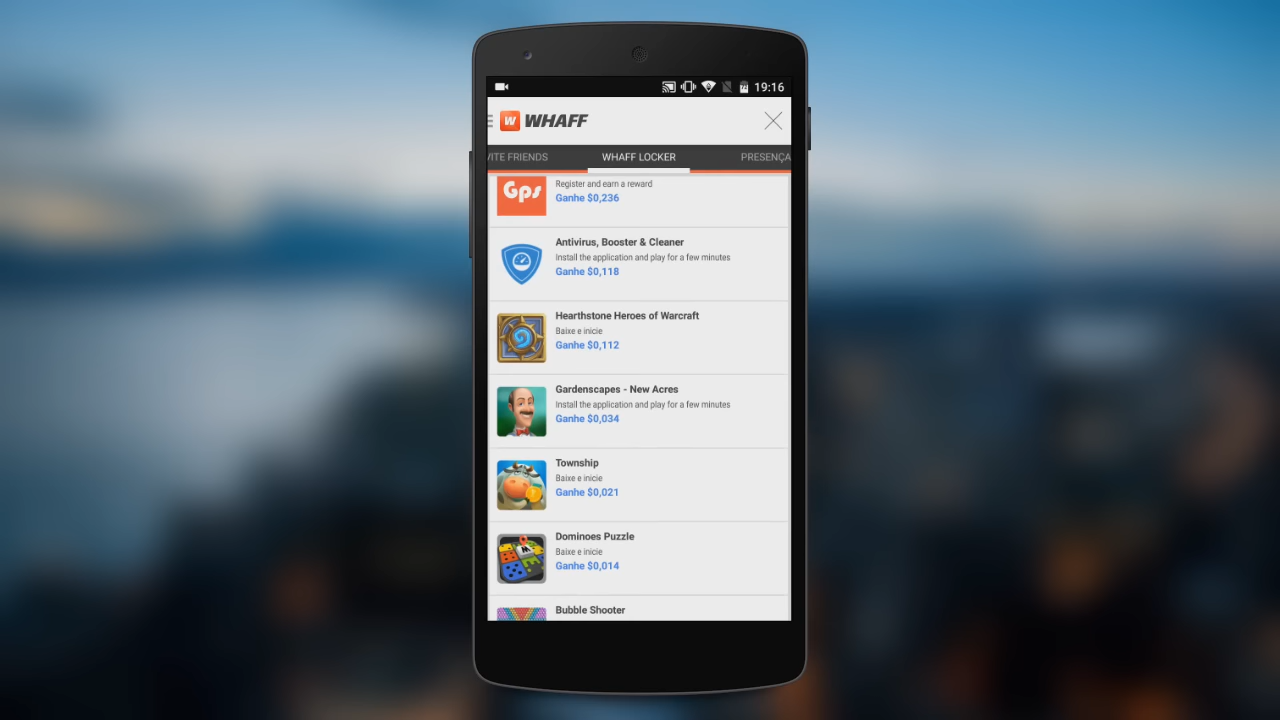 19:16
W WHAFF
VITE FRIENDS WHAFF LOCKER PRESENÇA
Gps
Register and earn a reward
Ganhe $0,236
Antivirus, Booster & Cleaner
Install the application and play for a few minutes
Ganhe $0,118
Hearthstone Heroes of Warcraft
Baixe e inicie
Ganhe $0,112
Gardenscapes - New Acres
Install the application and play for a few minutes
Ganhe $0,034
Township
Baixe e inicie
Ganhe $0,021
Dominoes Puzzle
Baixe e inicie
Ganhe $0,014
Bubble Shooter